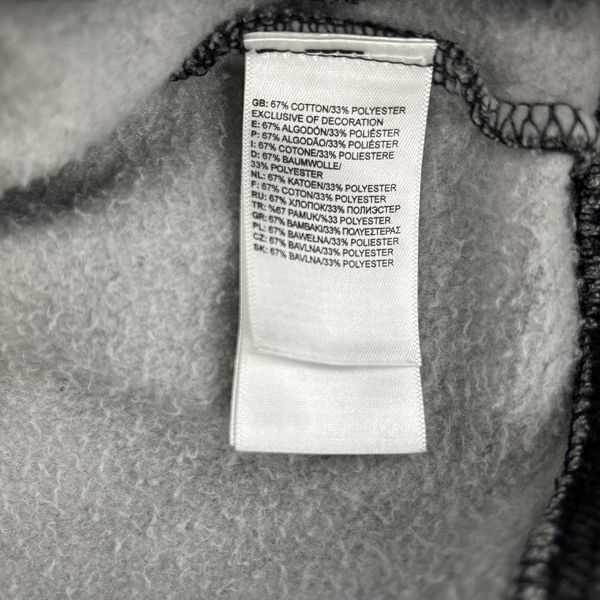 GB: 67% COTTON/33% POLYESTER
EXCLUSIVE OF DECORATION
E: 67% ALGODÓN/33% POLIÉSTER
P: 67% ALGODÃO/33% POLIÉSTER
I: 67% COTONE/33% POLIESTERE
D: 67% BAUMWOLLE/
33% POLYESTER
NL: 67% KATOEN/33% POLYESTER
F: 67% COTON/33% POLYESTER
RU: 67% ХЛОПОК/33% ПОЛИЭСТЕР
TR: %67 PAMUK/%33 POLYESTER
GR: 67% ΒΑΜΒΑΚΙ/33% ΠΟΛΥΕΣΤΕΡΑΣ
PL: 67% BAWEŁNA/33% POLIESTER
CZ: 67% BAVLNA/33% POLYESTER
SK: 67% BAVLNA/33% POLYESTER